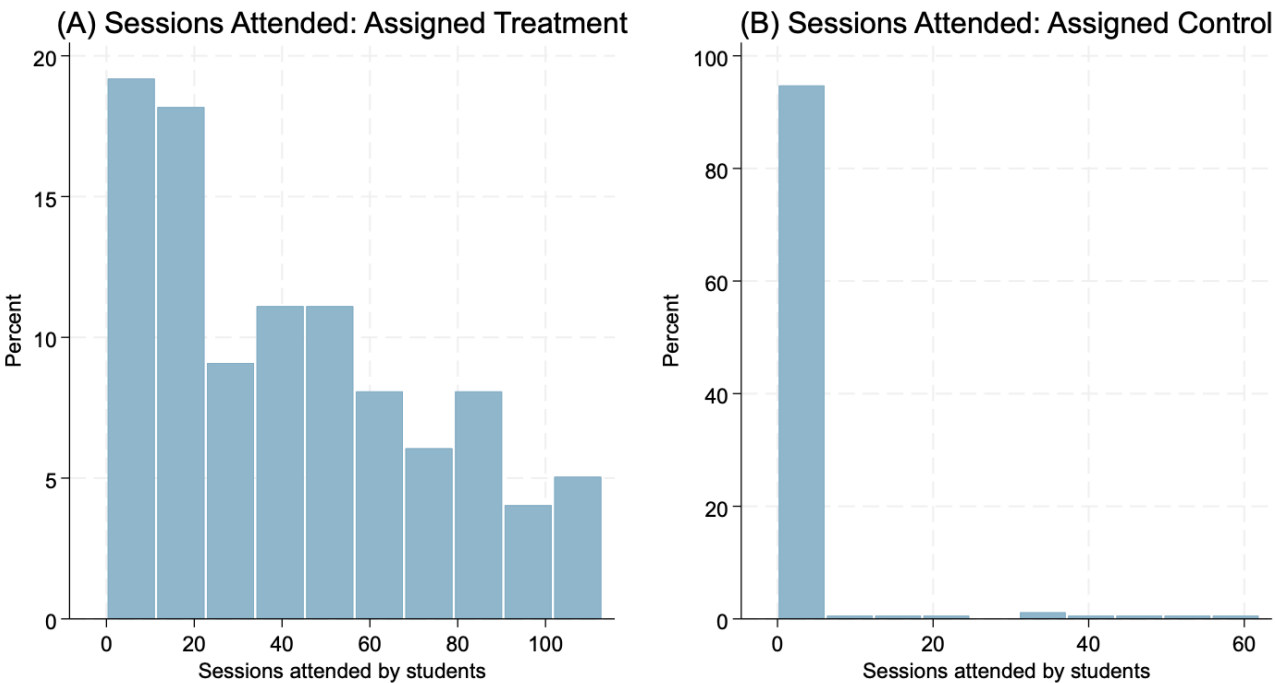 (A) Sessions Attended: Assigned Treatment
20
15
10
5
0
Percent
0 20 40 60 80 100
Sessions attended by students
(B) Sessions Attended: Assigned Control
100
80
60
40
20
0
Percent
0 20 40 60
Sessions attended by students